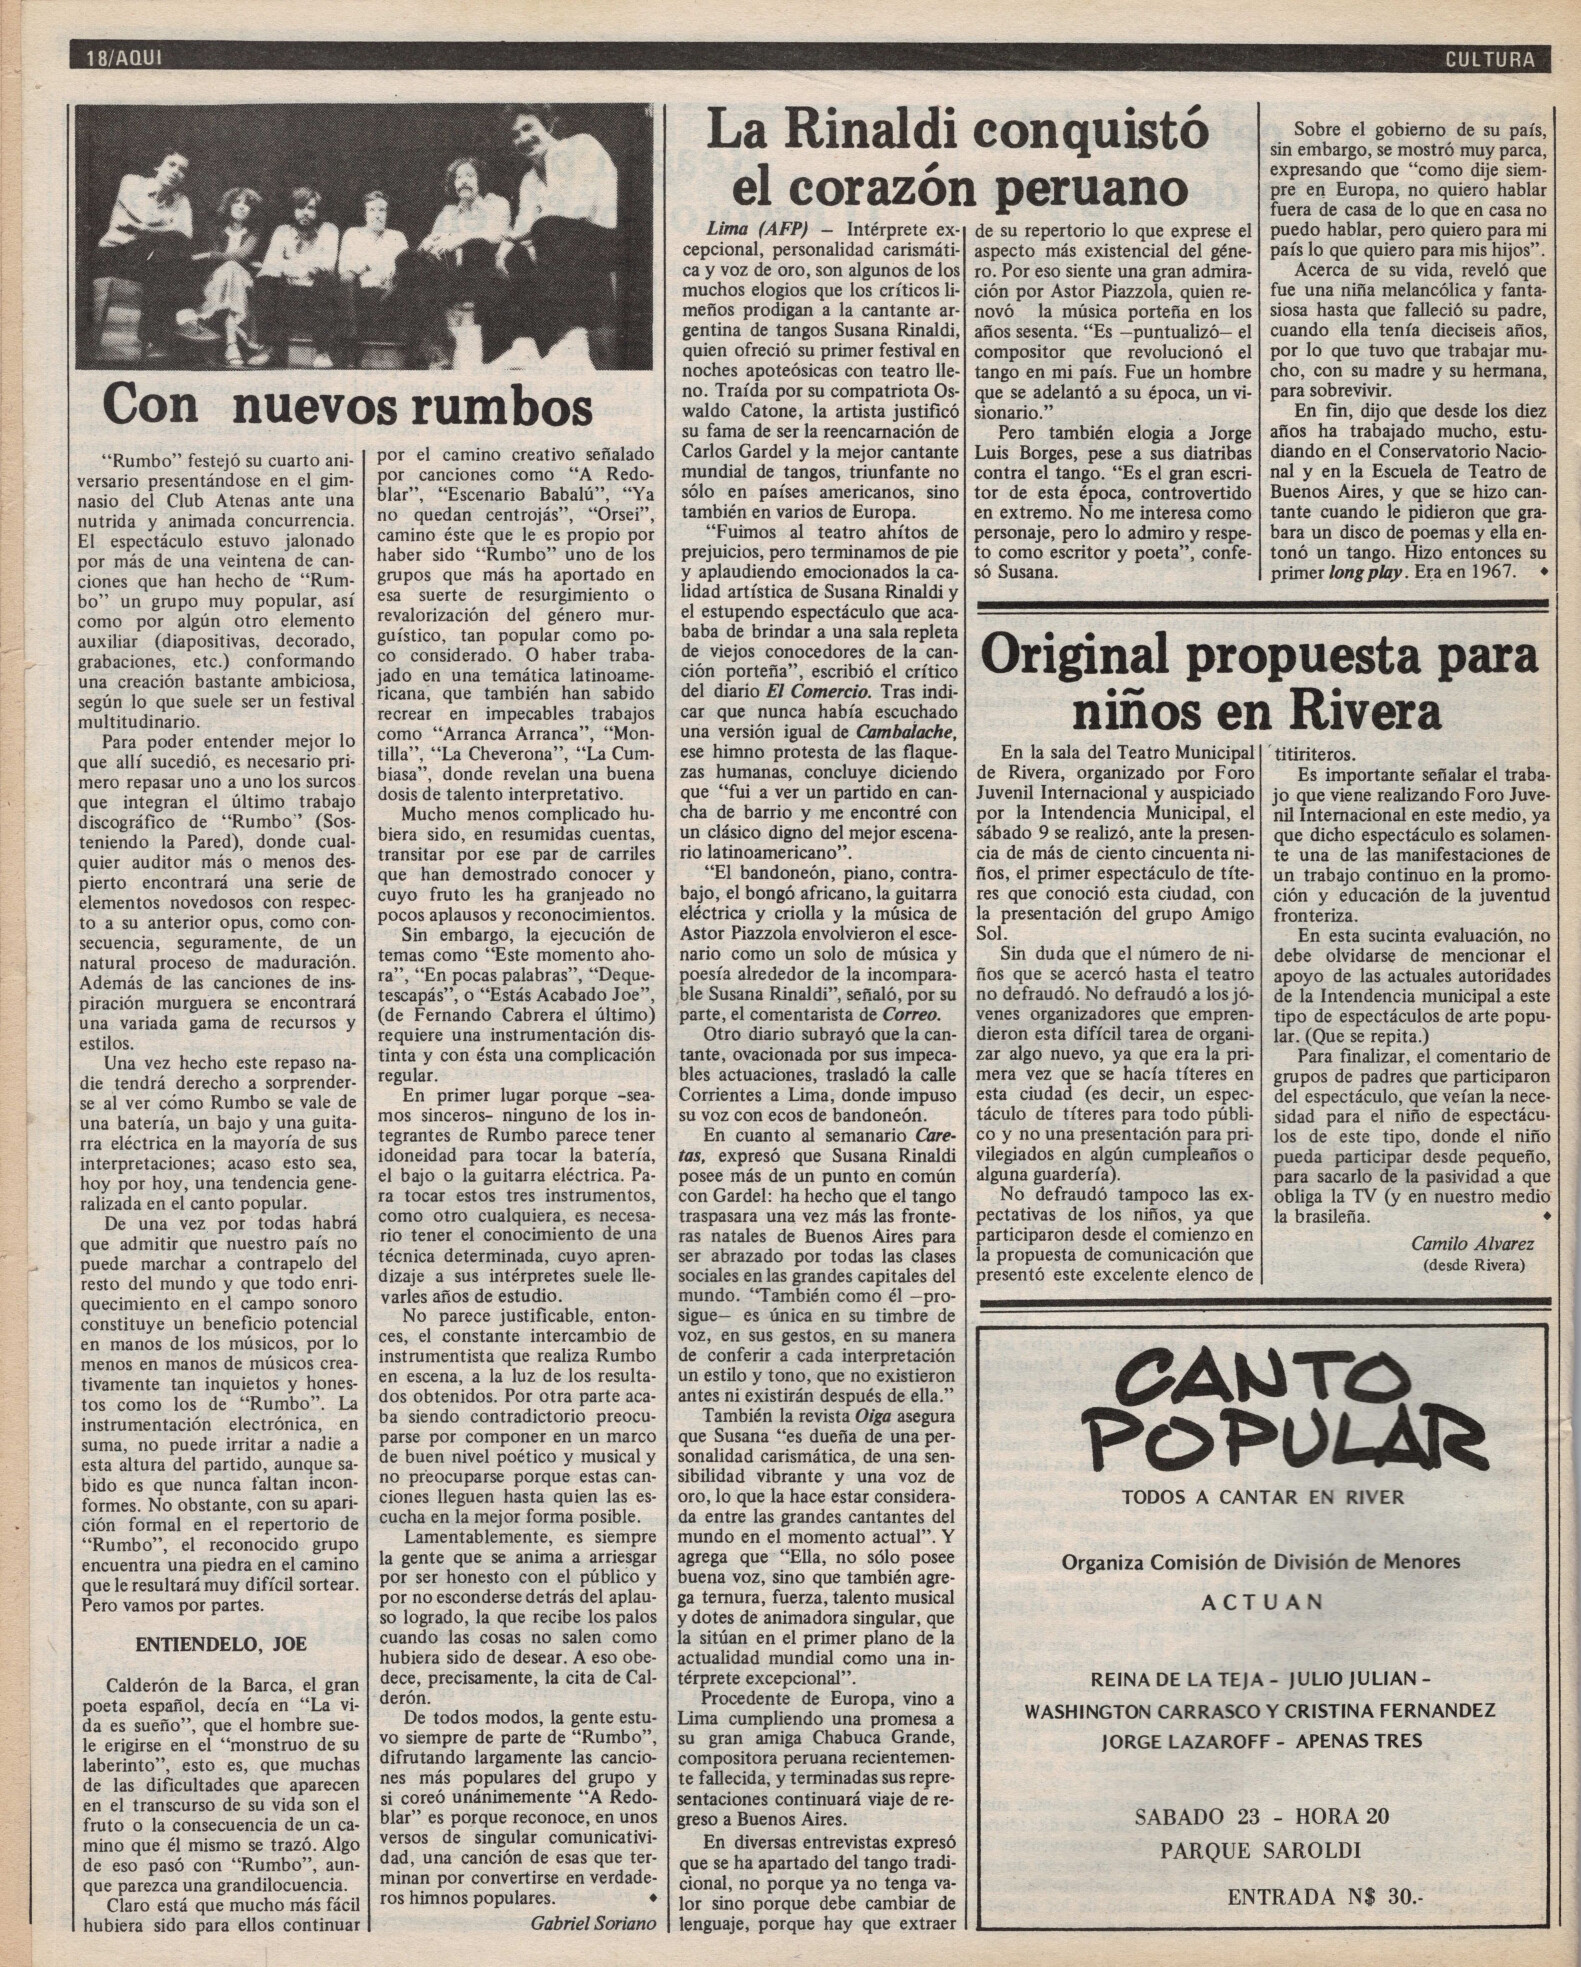 18/AQUI
CULTURA
Con nuevos rumbos
“Rumbo” festejó su cuarto ani-
versario presentándose en el gim-
nasio del Club Atenas ante una
nutrida y animada concurrencia.
El espectáculo estuvo jalonado
por más de una veintena de can-
ciones que han hecho de “Rum-
bo” un grupo muy popular, así
como por algún otro elemento
auxiliar (diapositivas, decorado,
grabaciones, etc.) conformando
una creación bastante ambiciosa,
según lo que suele ser un festival
multitudinario.
Para poder entender mejor lo
que allí sucedió, es necesario pri-
mero repasar uno a uno los surcos
que integran el último trabajo
discográfico de “Rumbo” (Sos-
teniendo la Pared), donde cual-
quier auditor más o menos des-
pierto encontrará una serie de
elementos novedosos con respec-
to a su anterior opus, como con-
secuencia, seguramente, de un
natural proceso de maduración.
Además de las canciones de ins-
piración murguera se encontrará
una variada gama de recursos y
estilos.
Una vez hecho este repaso na-
die tendrá derecho a sorprender-
se al ver cómo Rumbo se vale de
una batería, un bajo y una guita-
rra eléctrica en la mayoría de sus
interpretaciones; acaso esto sea,
hoy por hoy, una tendencia gene-
ralizada en el canto popular.
De una vez por todas habrá
que admitir que nuestro país no
puede marchar a contrapelo del
resto del mundo y que todo enri-
quecimiento en el campo sonoro
constituye un beneficio potencial
en manos de los músicos, por lo
menos en manos de músicos crea-
tivamente tan inquietos y hones-
tos como los de “Rumbo”. La
instrumentación electrónica, en
suma, no puede irritar a nadie a
esta altura del partido, aunque sa-
bido es que nunca faltan incon-
formes. No obstante, con su apari-
ción formal en el repertorio de
“Rumbo”, el reconocido grupo
encuentra una piedra en el camino
que le resultará muy difícil sortear.
Pero vamos por partes.
ENTIENDELO, JOE
Calderón de la Barca, el gran
poeta español, decía en “La vi-
da es sueño”, que el hombre sue-
le erigirse en el “monstruo de su
laberinto”, esto es, que muchas
de las dificultades que aparecen
en el transcurso de su vida son el
fruto o la consecuencia de un ca-
mino que él mismo se trazó. Algo
de eso pasó con “Rumbo”, aun-
que parezca una grandilocuencia.
Claro está que mucho más fácil
hubiera sido para ellos continuar
por el camino creativo señalado
por canciones como “A Redo-
blar”, “Escenario Babalú”, “Ya
no quedan centrojás”, “Orsei”,
camino éste que le es propio por
haber sido “Rumbo” uno de los
grupos que más ha aportado en
esa suerte de resurgimiento o
revalorización del género mur-
guístico, tan popular como po-
co considerado. O haber traba-
jado en una temática latinoame-
ricana, que también han sabido
recrear en impecables trabajos
como “Arranca Arranca”, “Mon-
tilla”, “La Cheverona”, “La Cum-
biasa”, donde revelan una buena
dosis de talento interpretativo.
Mucho menos complicado hu-
biera sido, en resumidas cuentas,
transitar por ese par de carriles
que han demostrado conocer y
cuyo fruto les ha granjeado no
pocos aplausos y reconocimientos.
Sin embargo, la ejecución de
temas como “Este momento aho-
ra”, “En pocas palabras”, “Deque-
tescapás”, o “Estás Acabado Joe”,
(de Fernando Cabrera el último)
requiere una instrumentación dis-
tinta y con ésta una complicación
regular.
En primer lugar porque -sea-
mos sinceros- ninguno de los in-
tegrantes de Rumbo parece tener
idoneidad para tocar la batería,
el bajo o la guitarra eléctrica. Pa-
ra tocar estos tres instrumentos,
como otro cualquiera, es necesa-
rio tener el conocimiento de una
técnica determinada, cuyo apren-
dizaje a sus intérpretes suele lle-
varles años de estudio.
No parece justificable, enton-
ces, el constante intercambio de
instrumentista que realiza Rumbo
en escena, a la luz de los resulta-
dos obtenidos. Por otra parte aca-
ba siendo contradictorio preocu-
parse por componer en un marco
de buen nivel poético y musical y
no preocuparse porque estas can-
ciones lleguen hasta quien las es-
cucha en la mejor forma posible.
Lamentablemente, es siempre
la gente que se anima a arriesgar
por ser honesto con el público y
por no esconderse detrás del aplau-
so logrado, la que recibe los palos
cuando las cosas no salen como
hubiera sido de desear. A eso obe-
dece, precisamente, la cita de Cal-
derón.
De todos modos, la gente estu-
vo siempre de parte de “Rumbo”,
difrutando largamente las cancio-
nes más populares del grupo y
si coreó unánimemente “A Redo-
blar” es porque reconoce, en unos
versos de singular comunicativi-
dad, una canción de esas que ter-
minan por convertirse en verdade-
ros himnos populares. ♦
Gabriel Soriano
La Rinaldi conquistó
el corazón peruano
Lima (AFP) — Intérprete ex-
cepcional, personalidad carismáti-
ca y voz de oro, son algunos de los
muchos elogios que los críticos li-
meños prodigan a la cantante ar-
gentina de tangos Susana Rinaldi,
quien ofreció su primer festival en
noches apoteósicas con teatro lle-
no. Traída por su compatriota Os-
waldo Catone, la artista justificó
su fama de ser la reencarnación de
Carlos Gardel y la mejor cantante
mundial de tangos, triunfante no
sólo en países americanos, sino
también en varios de Europa.
“Fuimos al teatro ahítos de
prejuicios, pero terminamos de pie
y aplaudiendo emocionados la ca-
lidad artística de Susana Rinaldi y
el estupendo espectáculo que aca-
baba de brindar a una sala repleta
de viejos conocedores de la can-
ción porteña”, escribió el crítico
del diario El Comercio. Tras indi-
car que nunca había escuchado
una versión igual de Cambalache,
ese himno protesta de las flaque-
zas humanas, concluye diciendo
que “fui a ver un partido en can-
cha de barrio y me encontré con
un clásico digno del mejor escena-
rio latinoamericano”.
“El bandoneón, piano, contra-
bajo, el bongó africano, la guitarra
eléctrica y criolla y la música de
Astor Piazzola envolvieron el esce-
nario como un solo de música y
poesía alrededor de la incompara-
ble Susana Rinaldi”, señaló, por su
parte, el comentarista de Correo.
Otro diario subrayó que la can-
tante, ovacionada por sus impeca-
bles actuaciones, trasladó la calle
Corrientes a Lima, donde impuso
su voz con ecos de bandoneón.
En cuanto al semanario Care-
tas, expresó que Susana Rinaldi
posee más de un punto en común
con Gardel: ha hecho que el tango
traspasara una vez más las fronte-
ras natales de Buenos Aires para
ser abrazado por todas las clases
sociales en las grandes capitales del
mundo. “También como él —pro-
sigue— es única en su timbre de
voz, en sus gestos, en su manera
de conferir a cada interpretación
un estilo y tono, que no existieron
antes ni existirán después de ella.”
También la revista Oiga asegura
que Susana “es dueña de una per-
sonalidad carismática, de una sen-
sibilidad vibrante y una voz de
oro, lo que la hace estar considera-
da entre las grandes cantantes del
mundo en el momento actual”. Y
agrega que “Ella, no sólo posee
buena voz, sino que también agre-
ga ternura, fuerza, talento musical
y dotes de animadora singular, que
la sitúan en el primer plano de la
actualidad mundial como una in-
térprete excepcional”.
Procedente de Europa, vino a
Lima cumpliendo una promesa a
su gran amiga Chabuca Grande,
compositora peruana recientemen-
te fallecida, y terminadas sus repre-
sentaciones continuará viaje de re-
greso a Buenos Aires.
En diversas entrevistas expresó
que se ha apartado del tango tradi-
cional, no porque ya no tenga va-
lor sino porque debe cambiar de
lenguaje, porque hay que extraer
de su repertorio lo que exprese el
aspecto más existencial del géne-
ro. Por eso siente una gran admira-
ción por Astor Piazzola, quien re-
novó la música porteña en los
años sesenta. “Es —puntualizó— el
compositor que revolucionó el
tango en mi país. Fue un hombre
que se adelantó a su época, un vi-
sionario.”
Pero también elogia a Jorge
Luis Borges, pese a sus diatribas
contra el tango. “Es el gran escri-
tor de esta época, controvertido
en extremo. No me interesa como
personaje, pero lo admiro y respe-
to como escritor y poeta”, confe-
só Susana.
Sobre el gobierno de su país,
sin embargo, se mostró muy parca,
expresando que “como dije siem-
pre en Europa, no quiero hablar
fuera de casa de lo que en casa no
puedo hablar, pero quiero para mi
país lo que quiero para mis hijos”.
Acerca de su vida, reveló que
fue una niña melancólica y fanta-
siosa hasta que falleció su padre,
cuando ella tenía dieciseis años,
por lo que tuvo que trabajar mu-
cho, con su madre y su hermana,
para sobrevivir.
En fin, dijo que desde los diez
años ha trabajado mucho, estu-
diando en el Conservatorio Nacio-
nal y en la Escuela de Teatro de
Buenos Aires, y que se hizo can-
tante cuando le pidieron que gra-
bara un disco de poemas y ella en-
tonó un tango. Hizo entonces su
primer long play. Era en 1967. ♦
Original propuesta para
niños en Rivera
En la sala del Teatro Municipal
de Rivera, organizado por Foro
Juvenil Internacional y auspiciado
por la Intendencia Municipal, el
sábado 9 se realizó, ante la presen-
cia de más de ciento cincuenta ni-
ños, el primer espectáculo de títe-
res que conoció esta ciudad, con
la presentación del grupo Amigo
Sol.
Sin duda que el número de ni-
ños que se acercó hasta el teatro
no defraudó. No defraudó a los jó-
venes organizadores que empren-
dieron esta difícil tarea de organi-
zar algo nuevo, ya que era la pri-
mera vez que se hacía títeres en
esta ciudad (es decir, un espec-
táculo de títeres para todo públi-
co y no una presentación para pri-
vilegiados en algún cumpleaños o
alguna guardería).
No defraudó tampoco las ex-
pectativas de los niños, ya que
participaron desde el comienzo en
la propuesta de comunicación que
presentó este excelente elenco de
titiriteros.
Es importante señalar el traba-
jo que viene realizando Foro Juve-
nil Internacional en este medio, ya
que dicho espectáculo es solamen-
te una de las manifestaciones de
un trabajo continuo en la promo-
ción y educación de la juventud
fronteriza.
En esta sucinta evaluación, no
debe olvidarse de mencionar el
apoyo de las actuales autoridades
de la Intendencia municipal a este
tipo de espectáculos de arte popu-
lar. (Que se repita.)
Para finalizar, el comentario de
grupos de padres que participaron
del espectáculo, que veían la nece-
sidad para el niño de espectácu-
los de este tipo, donde el niño
pueda participar desde pequeño,
para sacarlo de la pasividad a que
obliga la TV (y en nuestro medio
la brasileña. ♦
Camilo Alvarez
(desde Rivera)
CANTO
POPULAR
TODOS A CANTAR EN RIVER
Organiza Comisión de División de Menores
ACTUAN
REINA DE LA TEJA - JULIO JULIAN -
WASHINGTON CARRASCO Y CRISTINA FERNANDEZ
JORGE LAZAROFF - APENAS TRES
SABADO 23 - HORA 20
PARQUE SAROLDI
ENTRADA N$ 30.-